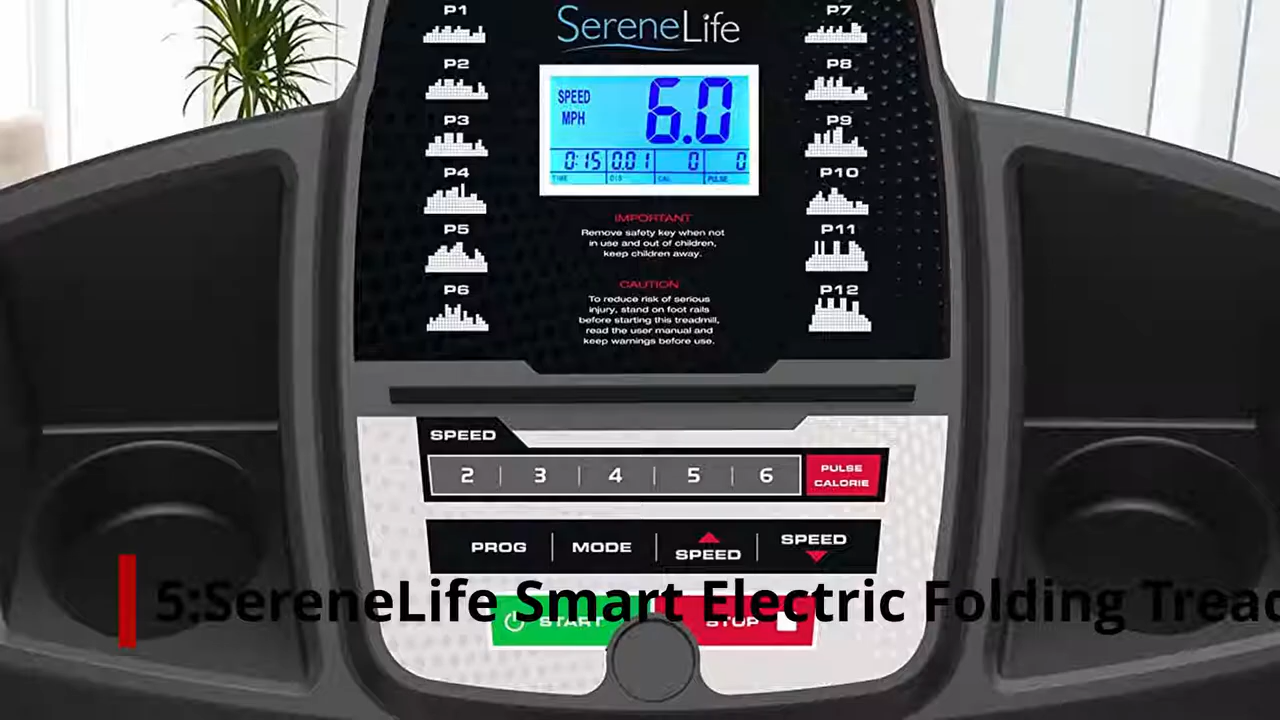 P1
P7
SereneLife
P2
P8
SPEED
MPH
6.0
P3
P9
0:15 0.01 0 0
TIME DIS CAL PULSE
P4
P10
IMPORTANT
Remove safety key when not
in use and out of children,
keep children away.
P5
P11
CAUTION
To reduce risk of serious
injury, stand on foot rails
before starting this treadmill,
read the user manual and
keep warnings before use.
P6
P12
SPEED
2 | 3 | 4 | 5 | 6
PULSE
CALORIE
PROG
MODE
SPEED
SPEED
5:SereneLife Smart Electric Folding Tread
START
STOP